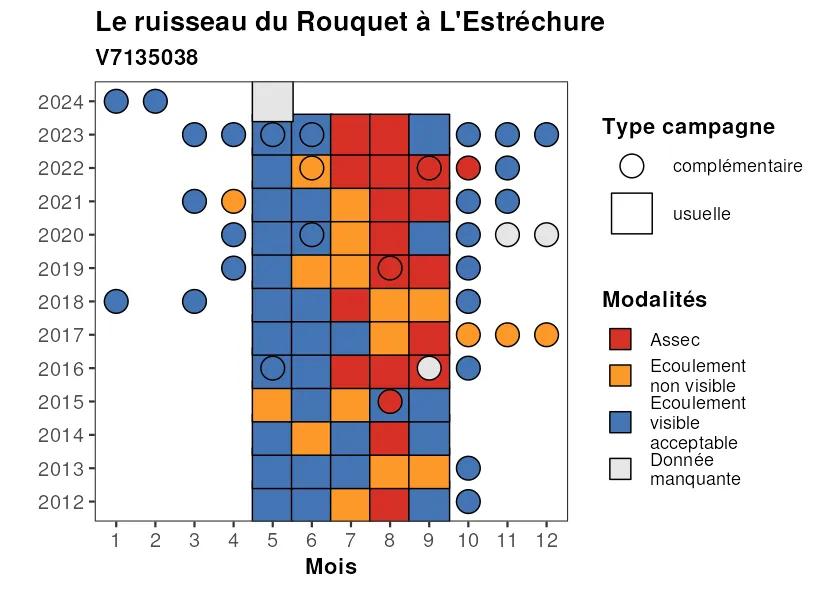 Le ruisseau du Rouquet à L'Estréchure
V7135038
2024
2023
2022
2021
2020
2019
2018
2017
2016
2015
2014
2013
2012
1 2 3 4 5 6 7 8 9 10 11 12
Mois
Type campagne
complémentaire
usuelle
Modalités
Assec
Ecoulement
non visible
Ecoulement
visible
acceptable
Donnée
manquante